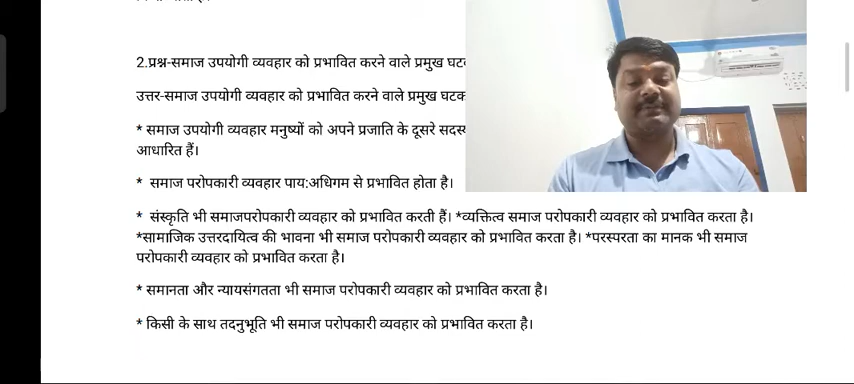 2.प्रश्न-समाज उपयोगी व्यवहार को प्रभावित करने वाले प्रमुख
उत्तर-समाज उपयोगी व्यवहार को प्रभावित करने वाले प्रमुख
* समाज उपयोगी व्यवहार मनुष्यों को अपने प्रजाति के दूसरे
आधारित हैं।
* समाज परोपकारी व्यवहार पाय:अधिगम से प्रभावित होता है।
* संस्कृति भी समाजपरोपकारी व्यवहार को प्रभावित करती हैं। *व्यक्तित्व समाज परोपकारी व्यवहार को प्रभावित करता है।
*सामाजिक उत्तरदायित्व की भावना भी समाज परोपकारी व्यवहार को प्रभावित करता है। *परस्परता का मानक भी समाज
परोपकारी व्यवहार को प्रभावित करता है।
* समानता और न्यायसंगतता भी समाज परोपकारी व्यवहार को प्रभावित करता है।
* किसी के साथ तदनुभूति भी समाज परोपकारी व्यवहार को प्रभावित करता है।